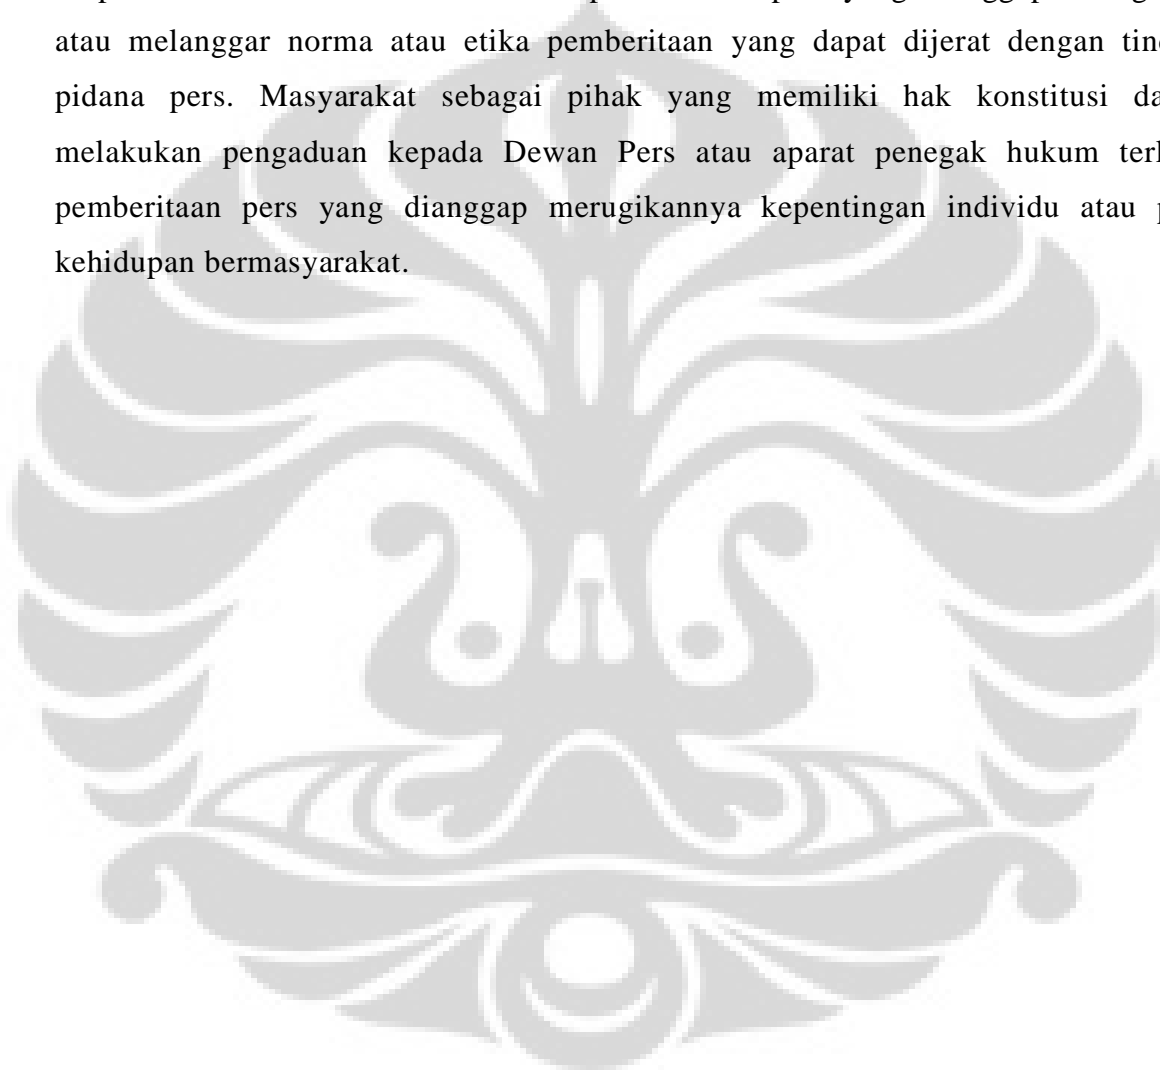 atau melanggar norma atau etika pemberitaan yang dapat dijerat dengan
pidana pers. Masyarakat sebagai pihak yang memiliki hak konstitusi
melakukan pengaduan kepada Dewan Pers atau aparat penegak hukum
pemberitaan pers yang dianggap merugikannya kepentingan individu atau
kehidupan bermasyarakat.